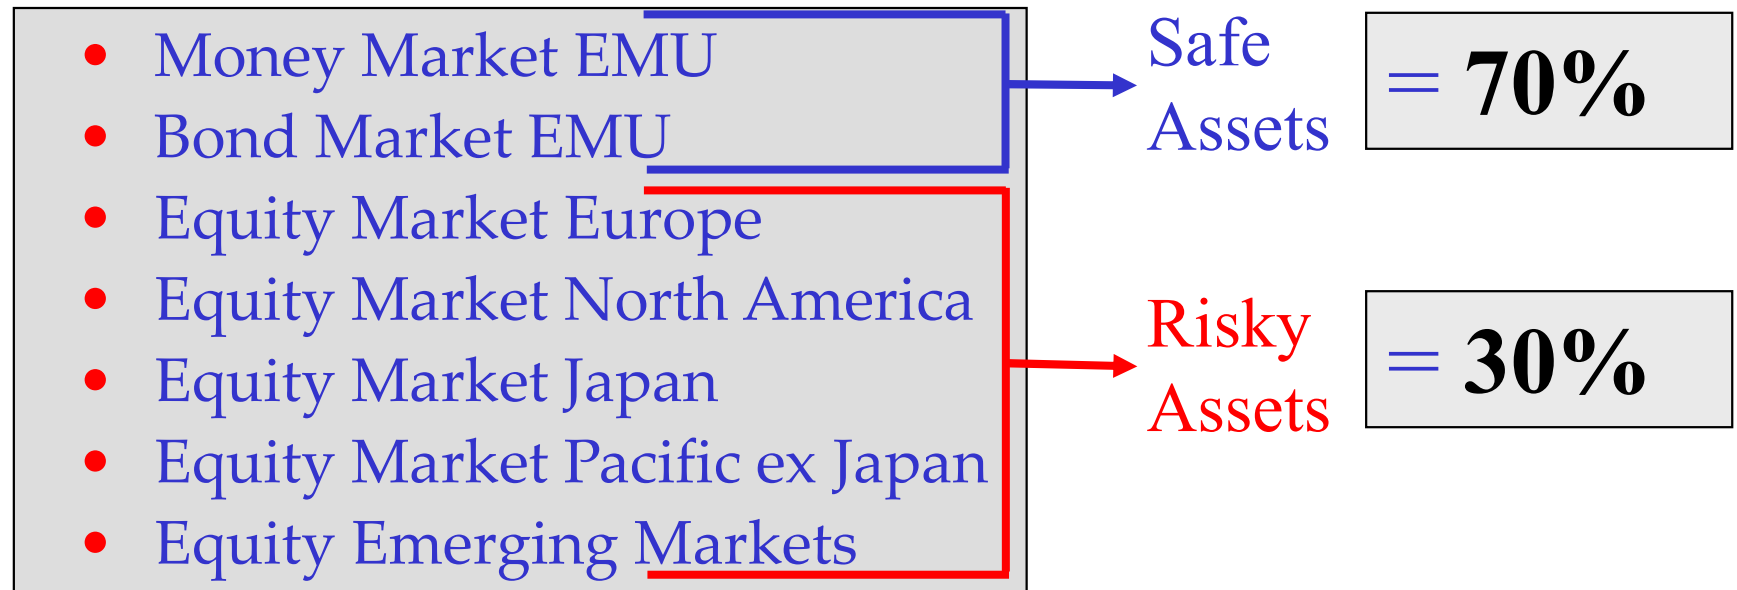 • Money Market EMU
• Bond Market EMU
• Equity Market Europe
• Equity Market North America
• Equity Market Japan
• Equity Market Pacific ex Japan
• Equity Emerging Markets
Safe
Assets
= 70%
Risky
Assets
= 30%